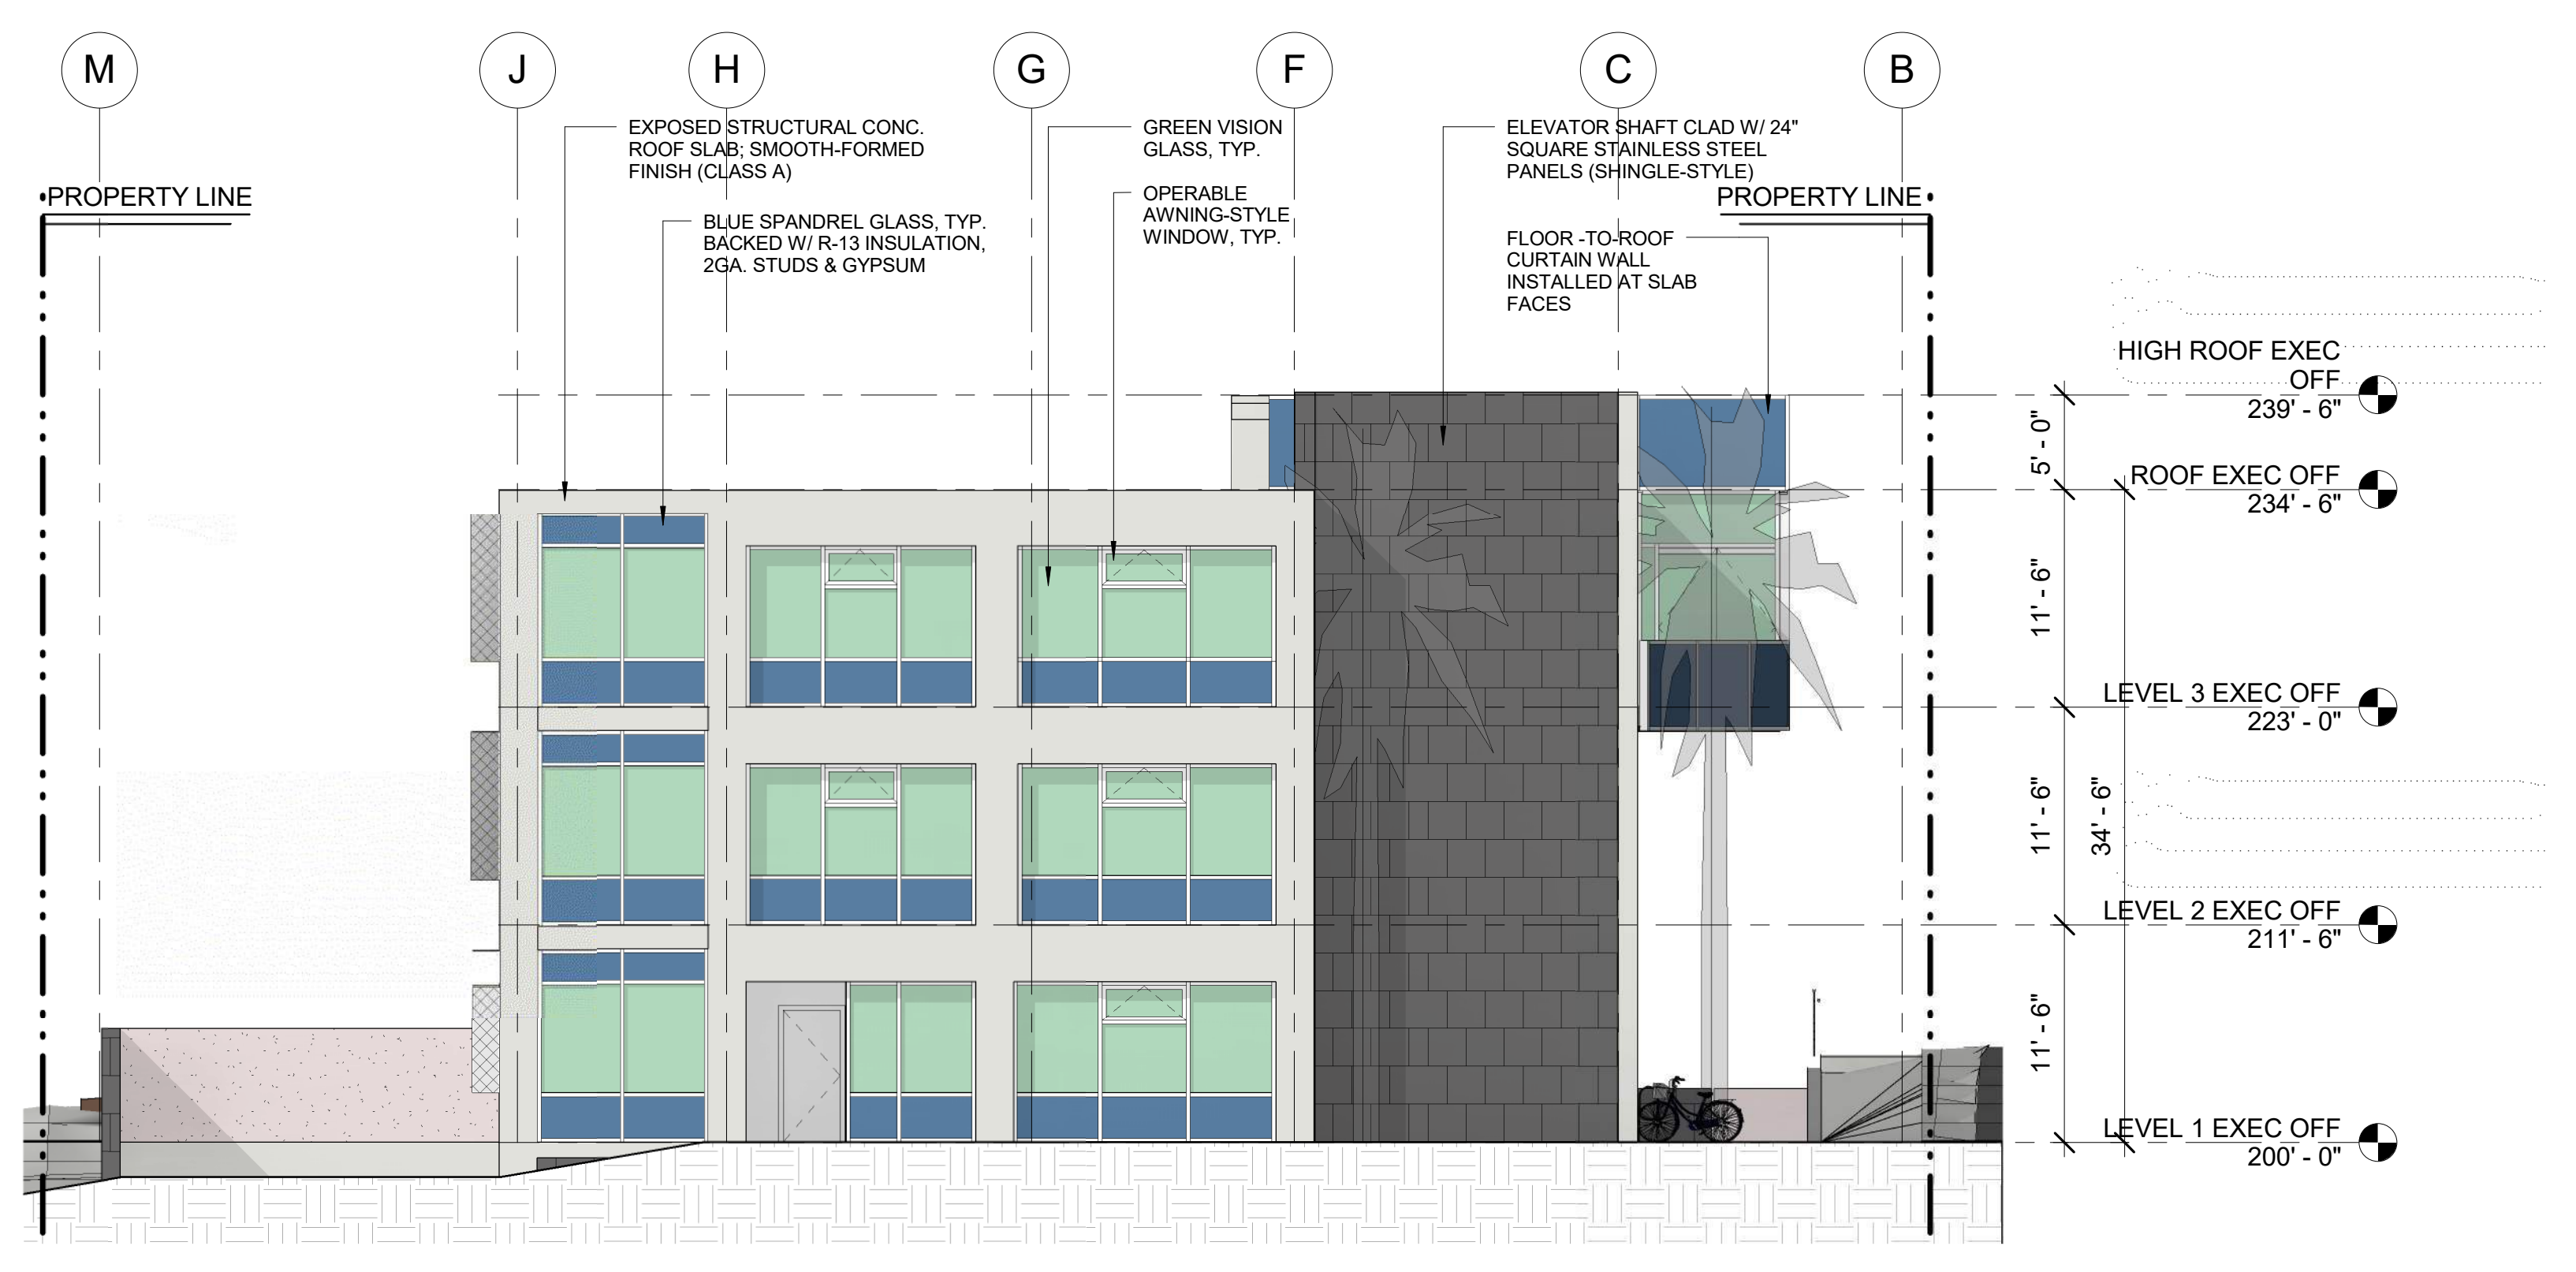 M
J
H
G
F
C
B
EXPOSED STRUCTURAL CONC.
ROOF SLAB; SMOOTH-FORMED
FINISH (CLASS A)
BLUE SPANDREL GLASS, TYP.
BACKED W/ R-13 INSULATION,
2GA. STUDS & GYPSUM
GREEN VISION
GLASS, TYP.
OPERABLE
AWNING-STYLE
WINDOW, TYP.
ELEVATOR SHAFT CLAD W/ 24"
SQUARE STAINLESS STEEL
PANELS (SHINGLE-STYLE)
FLOOR -TO-ROOF
CURTAIN WALL
INSTALLED AT SLAB
FACES
PROPERTY LINE
PROPERTY LINE
HIGH ROOF EXEC
OFF
239' - 6"
5' - 0"
ROOF EXEC OFF
234' - 6"
11' - 6"
LEVEL 3 EXEC OFF
223' - 0"
11' - 6"
34' - 6"
LEVEL 2 EXEC OFF
211' - 6"
11' - 6"
LEVEL 1 EXEC OFF
200' - 0"